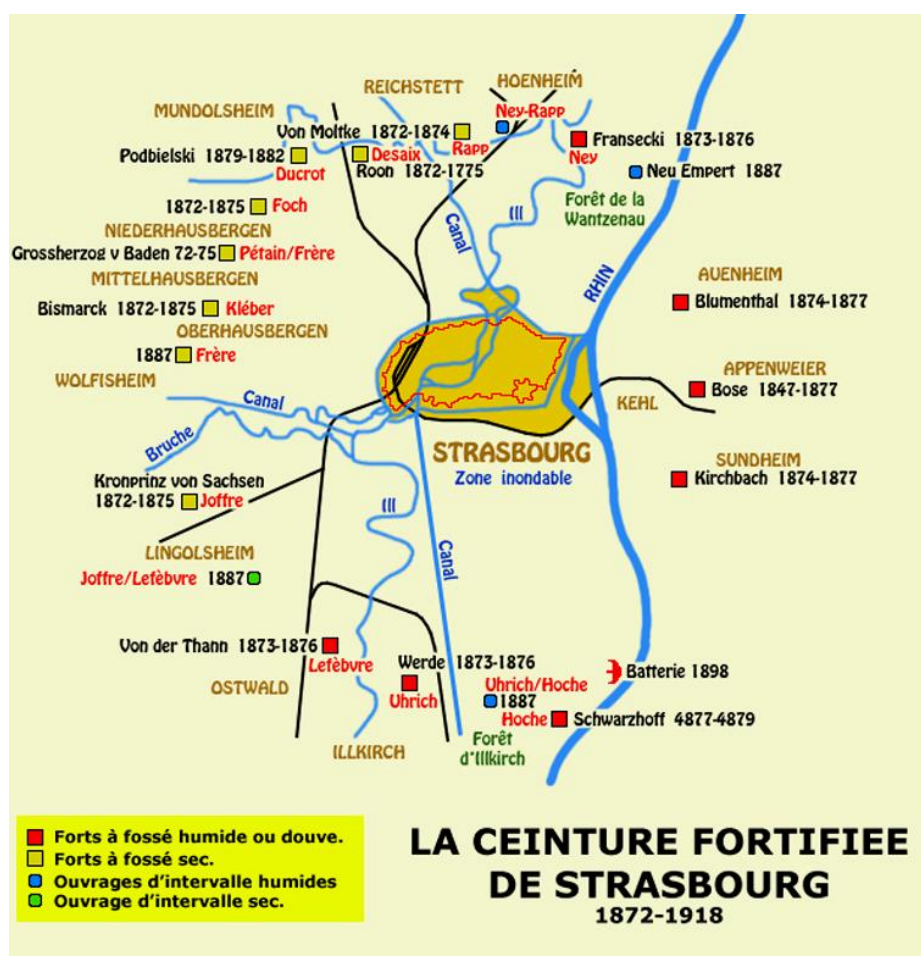 REICHSTETT
HOENHEIM
MUNDOLSHEIM
Ney-Rapp
Von Moltke 1872-1874
Rapp
Fransecki 1873-1876
Ney
Podbielski 1879-1882
Ducrot
Desaix
Roon 1872-1775
Neu Empert 1887
1872-1875 Foch
Forêt de la
Wantzenau
Canal
Ill
NIEDERHAUSBERGEN
Grossherzog v Baden 72-75 Pétain/Frère
MITTELHAUSBERGEN
RHIN
AUENHEIM
Bismarck 1872-1875 Kléber
Blumenthal 1874-1877
OBERHAUSBERGEN
1887 Frère
WOLFISHEIM
APPENWEIER
Bose 1847-1877
KEHL
Canal
Bruche
STRASBOURG
Zone inondable
SUNDHEIM
Kirchbach 1874-1877
Kronprinz von Sachsen
1872-1875 Joffre
Ill
Canal
LINGOLSHEIM
Joffre/Lefèbvre 1887
Von der Thann 1873-1876
Lefèbvre
Werde 1873-1876
Uhrich
Uhrich/Hoche
1887
Batterie 1898
OSTWALD
Hoche
Schwarzhoff 4877-4879
ILLKIRCH
Forêt
d'Illkirch
Forts à fossé humide ou douve.
Forts à fossé sec.
Ouvrages d'intervalle humides
Ouvrage d'intervalle sec.
LA CEINTURE FORTIFIEE
DE STRASBOURG
1872-1918